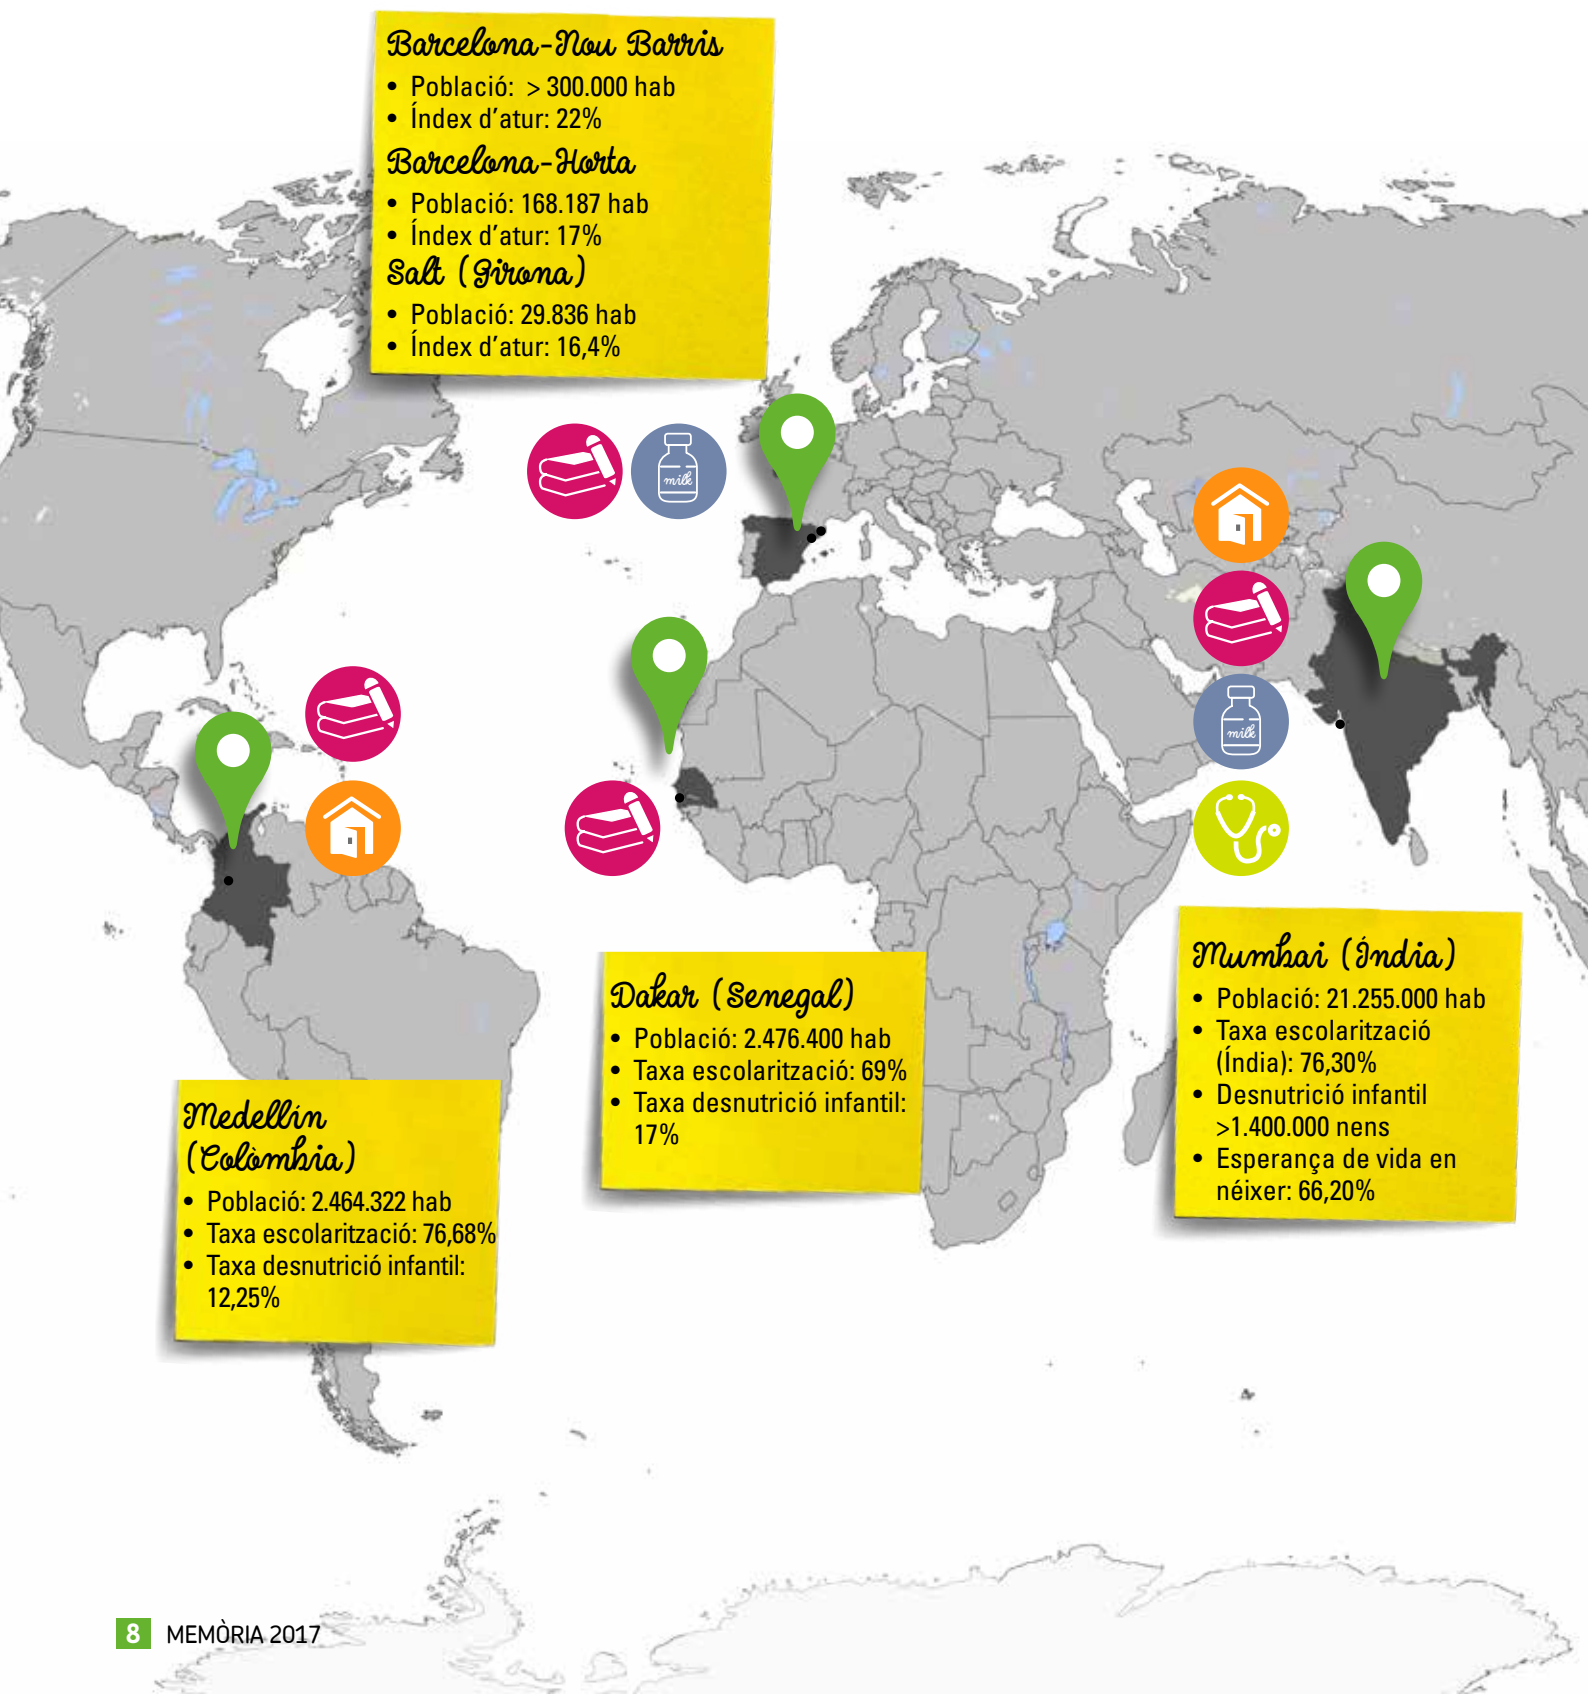 Barcelona-Nou Barris
• Població: > 300.000 hab
• Índex d'atur: 22%
Barcelona-Horta
• Població: 168.187 hab
• Índex d'atur: 17%
Salt (Girona)
• Població: 29.836 hab
• Índex d'atur: 16,4%
milk
milk
Medellín
(Colòmbia)
• Població: 2.464.322 hab
• Taxa escolarització: 76,68%
• Taxa desnutrició infantil:
12,25%
Dakar (Senegal)
• Població: 2.476.400 hab
• Taxa escolarització: 69%
• Taxa desnutrició infantil:
17%
Mumbai (Índia)
• Població: 21.255.000 hab
• Taxa escolarització
(Índia): 76,30%
• Desnutrició infantil
>1.400.000 nens
• Esperança de vida en
néixer: 66,20%
8 MEMÒRIA 2017